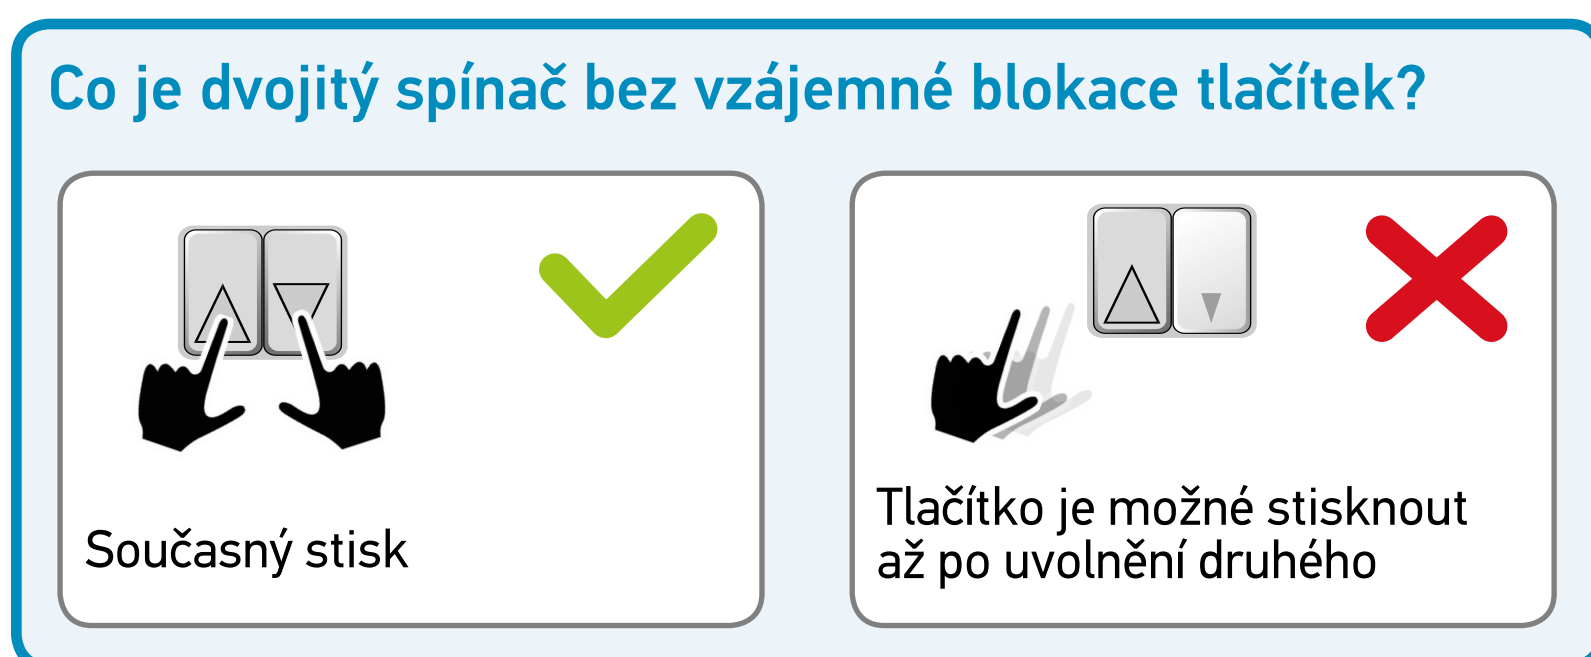 Co je dvojitý spínač bez vzájemné blokace tlačítek?
Současný stisk
Tlačítko je možné stisknout
až po uvolnění druhého